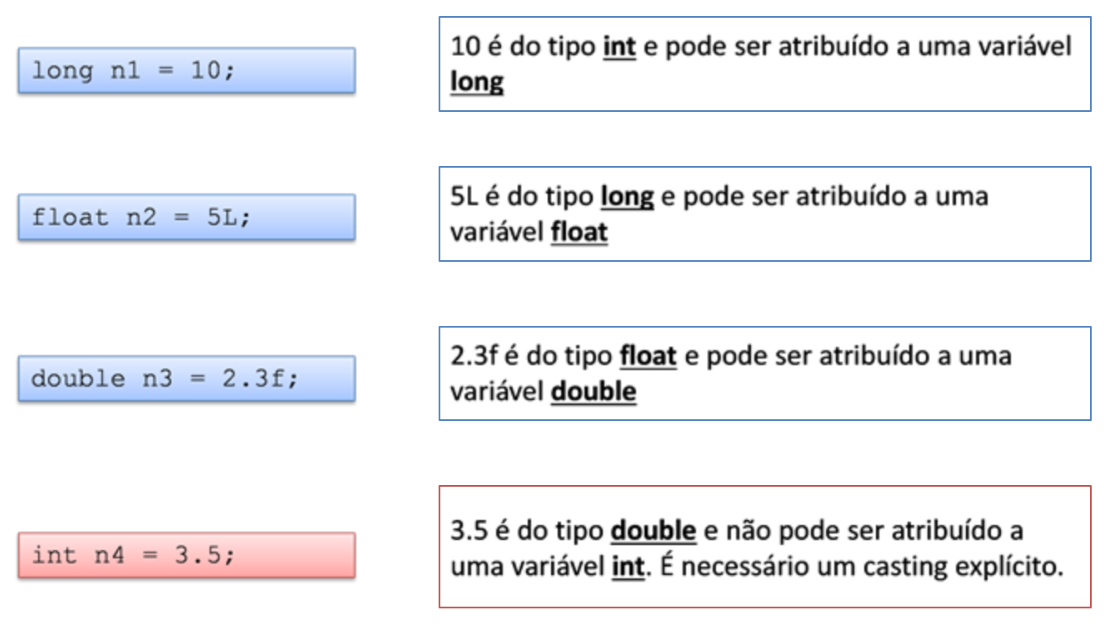 long n1 = 10;
10 é do tipo int e pode ser atribuído a uma variável
long
float n2 = 5L;
5L é do tipo long e pode ser atribuído a uma
variável float
double n3 = 2.3f;
2.3f é do tipo float e pode ser atribuído a uma
variável double
int n4 = 3.5;
3.5 é do tipo double e não pode ser atribuído a
uma variável int. É necessário um casting explícito.